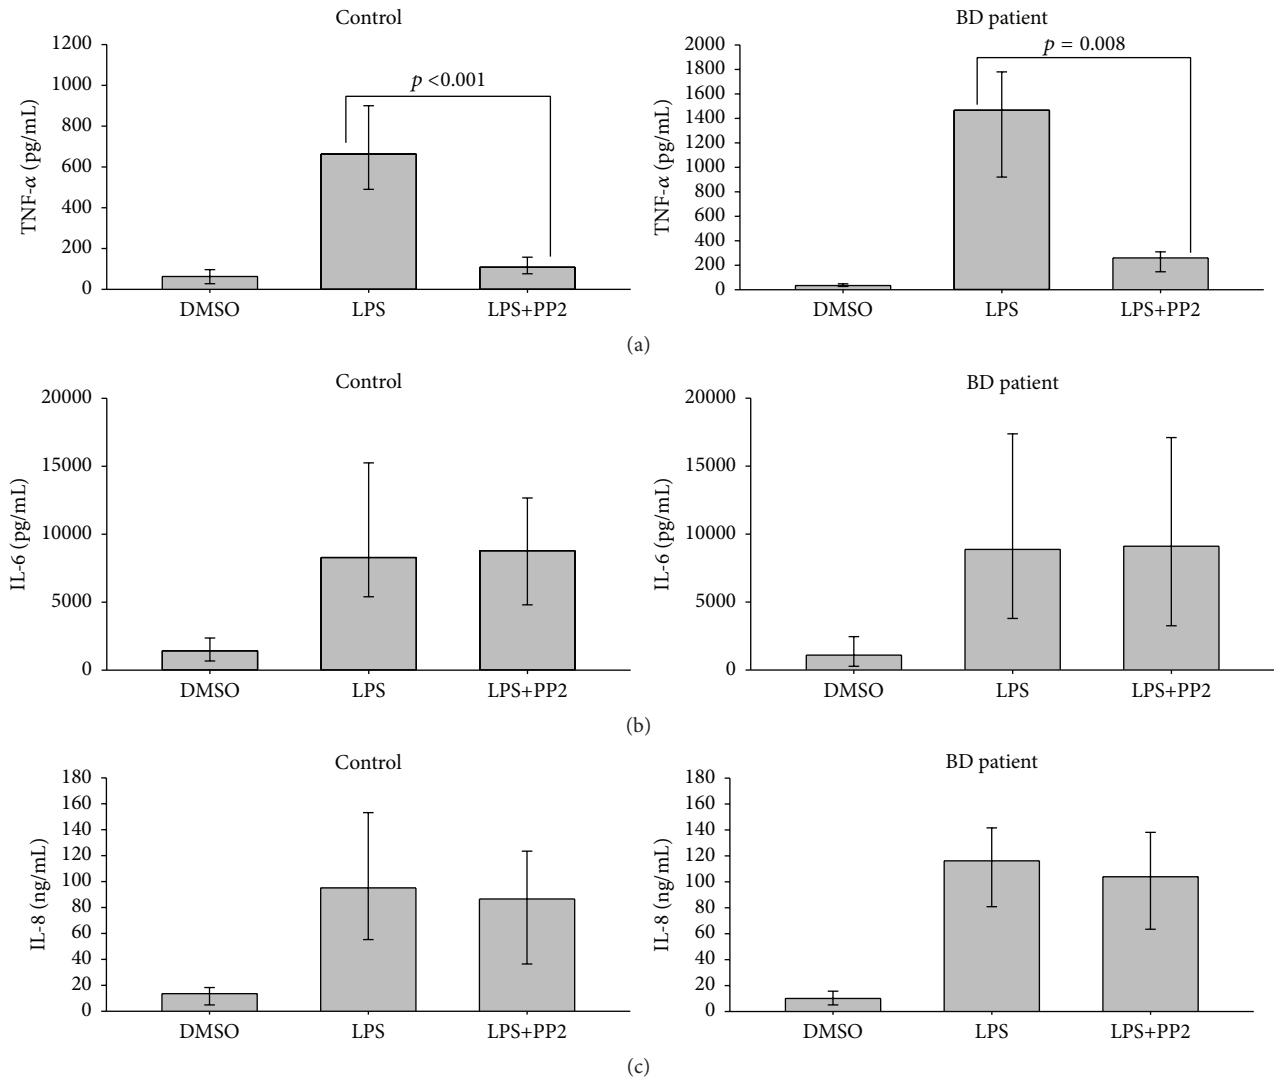 Control
BD patient
TNF-α (pg/mL)
1200
1000
800
600
400
200
0
p <0.001
DMSO
LPS
LPS+PP2
TNF-α (pg/mL)
2000
1800
1600
1400
1200
1000
800
600
400
200
0
p = 0.008
DMSO
LPS
LPS+PP2
(a)
Control
BD patient
IL-6 (pg/mL)
20000
15000
10000
5000
0
DMSO
LPS
LPS+PP2
IL-6 (pg/mL)
20000
15000
10000
5000
0
DMSO
LPS
LPS+PP2
(b)
Control
BD patient
IL-8 (ng/mL)
180
160
140
120
100
80
60
40
20
0
DMSO
LPS
LPS+PP2
IL-8 (ng/mL)
180
160
140
120
100
80
60
40
20
0
DMSO
LPS
LPS+PP2
(c)